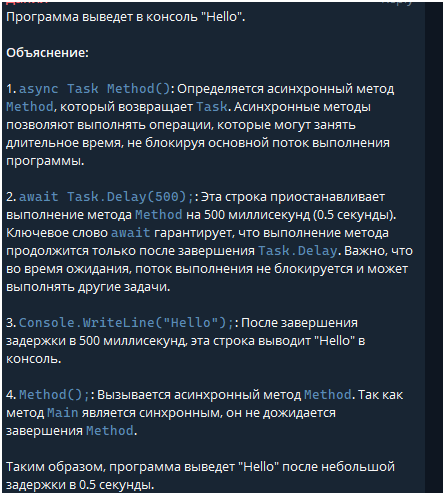 Программа выведет в консоль "Hello".
Объяснение:
1. async Task Method(): Определяется асинхронный метод
Method, который возвращает Task. Асинхронные методы
позволяют выполнять операции, которые могут занять
длительное время, не блокируя основной поток выполнения
программы.
2. await Task.Delay(500);: Эта строка приостанавливает
выполнение метода Method на 500 миллисекунд (0.5 секунды).
Ключевое слово await гарантирует, что выполнение метода
продолжится только после завершения Task.Delay. Важно, что
во время ожидания, поток выполнения не блокируется и может
выполнять другие задачи.
3. Console.WriteLine("Hello");: После завершения
задержки в 500 миллисекунд, эта строка выводит "Hello" в
консоль.
4. Method();: Вызывается асинхронный метод Method. Так как
метод Main является синхронным, он не дожидается
завершения Method.
Таким образом, программа выведет "Hello" после небольшой
задержки в 0.5 секунды.